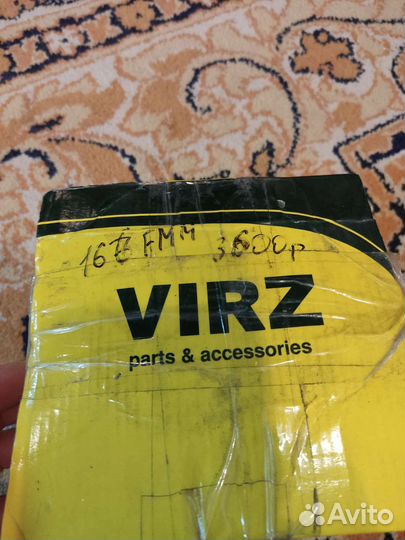 FMM 3600р
VIRZ
parts & accessories
Avito